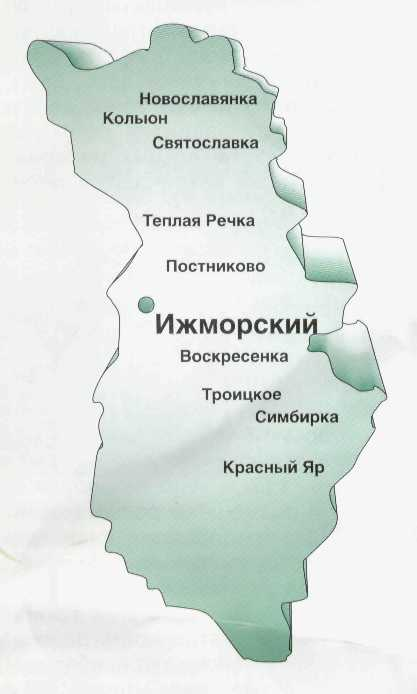 Новославянка
Колыон
Святославка
Теплая Речка
Постниково
Ижморский
Воскресенка
Троицкое
Симбирка
Красный Яр